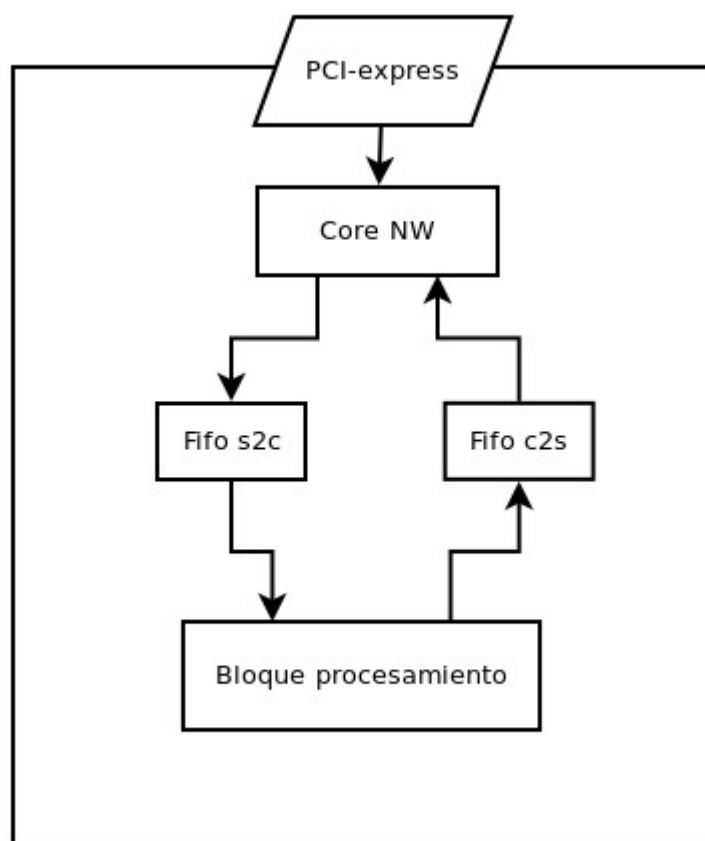 PCI-express
Core NW
Fifo s2c
Fifo c2s
Bloque procesamiento